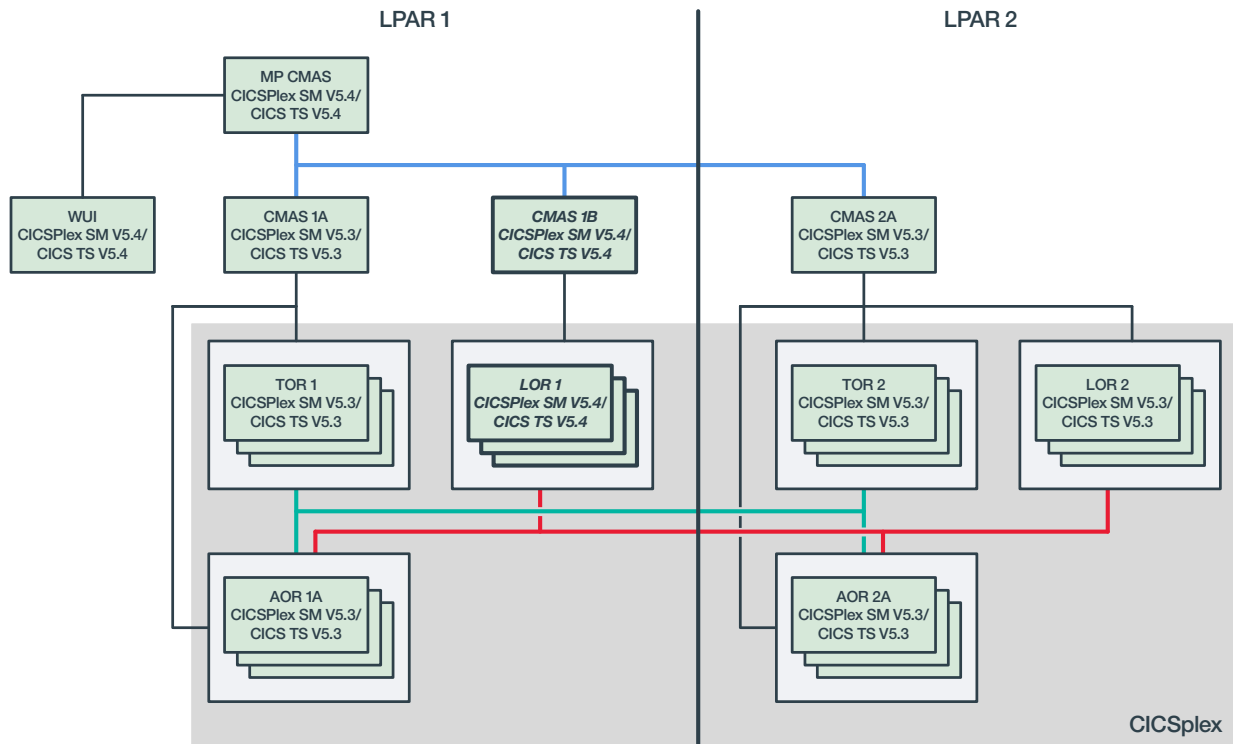 LPAR 1
LPAR 2
MP CMAS
CICSPlex SM V5.4/
CICS TS V5.4
WUI
CICSPlex SM V5.4/
CICS TS V5.4
CMAS 1A
CICSPlex SM V5.3/
CICS TS V5.3
CMAS 1B
CICSPlex SM V5.4/
CICS TS V5.4
CMAS 2A
CICSPlex SM V5.3/
CICS TS V5.3
TOR 1
CICSPlex SM V5.3/
CICS TS V5.3
LOR 1
CICSPlex SM V5.4/
CICS TS V5.4
TOR 2
CICSPlex SM V5.3/
CICS TS V5.3
LOR 2
CICSPlex SM V5.3/
CICS TS V5.3
AOR 1A
CICSPlex SM V5.3/
CICS TS V5.3
AOR 2A
CICSPlex SM V5.3/
CICS TS V5.3
CICSplex